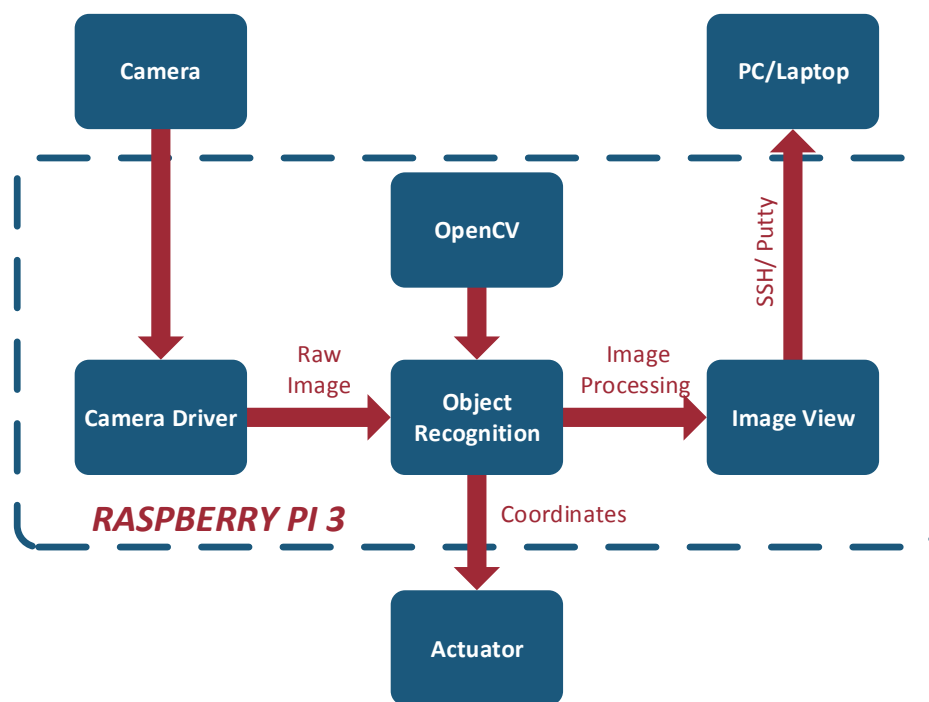 Camera
PC/Laptop
OpenCV
SSH/ Putty
Raw
Image
Image
Processing
Camera Driver
Object
Recognition
Image View
RASPBERRY PI 3
Coordinates
Actuator